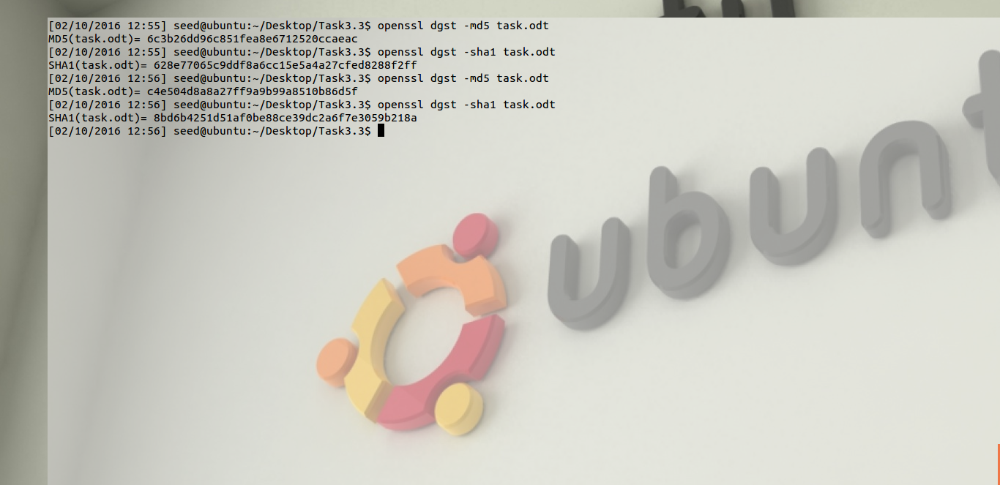 [02/10/2016 12:55] seed@ubuntu:~/Desktop/Task3.3$ openssl dgst -md5 task.odt
MD5(task.odt)= 6c3b26dd96c851fea8e6712520ccaeac
[02/10/2016 12:55] seed@ubuntu:~/Desktop/Task3.3$ openssl dgst -sha1 task.odt
SHA1(task.odt)= 628e77065c9ddf8a6cc15e5a4a27cfed8288f2ff
[02/10/2016 12:56] seed@ubuntu:~/Desktop/Task3.3$ openssl dgst -md5 task.odt
MD5(task.odt)= c4e504d8a8a27ff9a9b99a8510b86d5f
[02/10/2016 12:56] seed@ubuntu:~/Desktop/Task3.3$ openssl dgst -sha1 task.odt
SHA1(task.odt)= 8bd6b4251d51af0be88ce39dc2a6f7e3059b218a
[02/10/2016 12:56] seed@ubuntu:~/Desktop/Task3.3$
ubunt